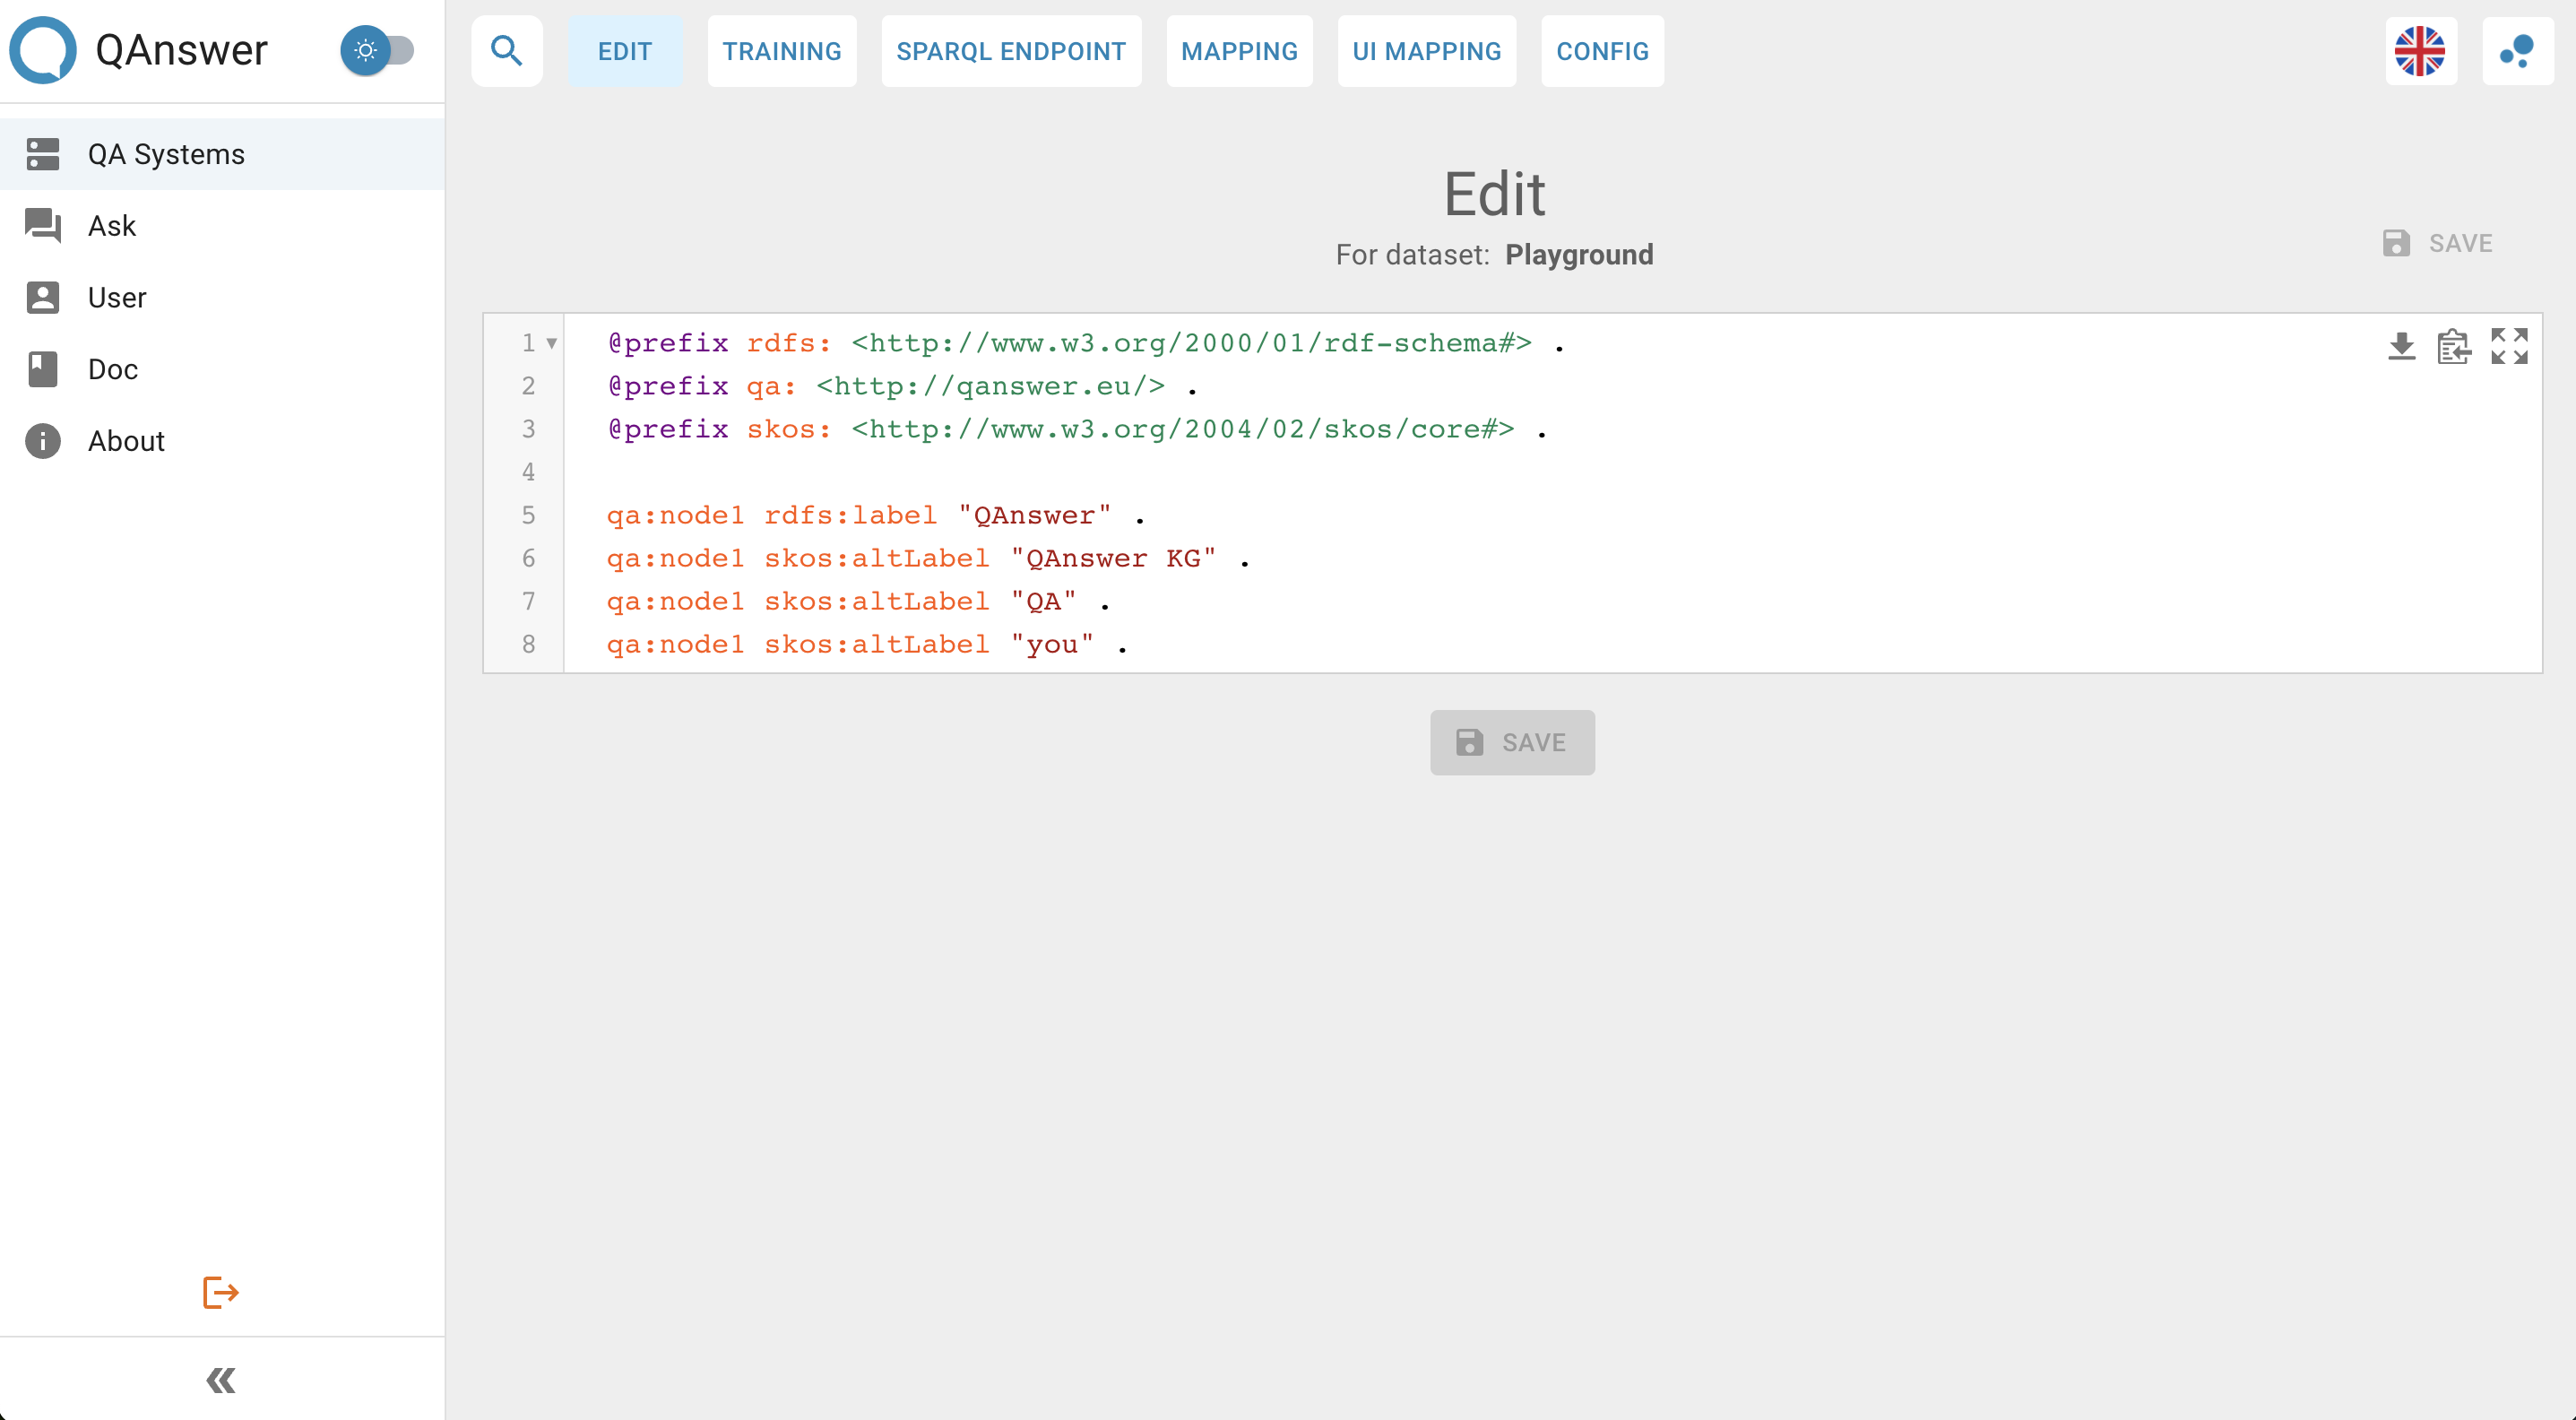 QAnswer
QA Systems
Ask
User
Doc
About
EDIT
TRAINING
SPARQL ENDPOINT
MAPPING
UI MAPPING
CONFIG
Edit
For dataset: Playground
SAVE
1 @prefix rdfs: <http://www.w3.org/2000/01/rdf-schema#> .
2 @prefix qa: <http://qanswer.eu/> .
3 @prefix skos: <http://www.w3.org/2004/02/skos/core#> .
4
5 qa:node1 rdfs:label "QAnswer" .
6 qa:node1 skos:altLabel "QAnswer KG" .
7 qa:node1 skos:altLabel "QA" .
8 qa:node1 skos:altLabel "you" .
SAVE